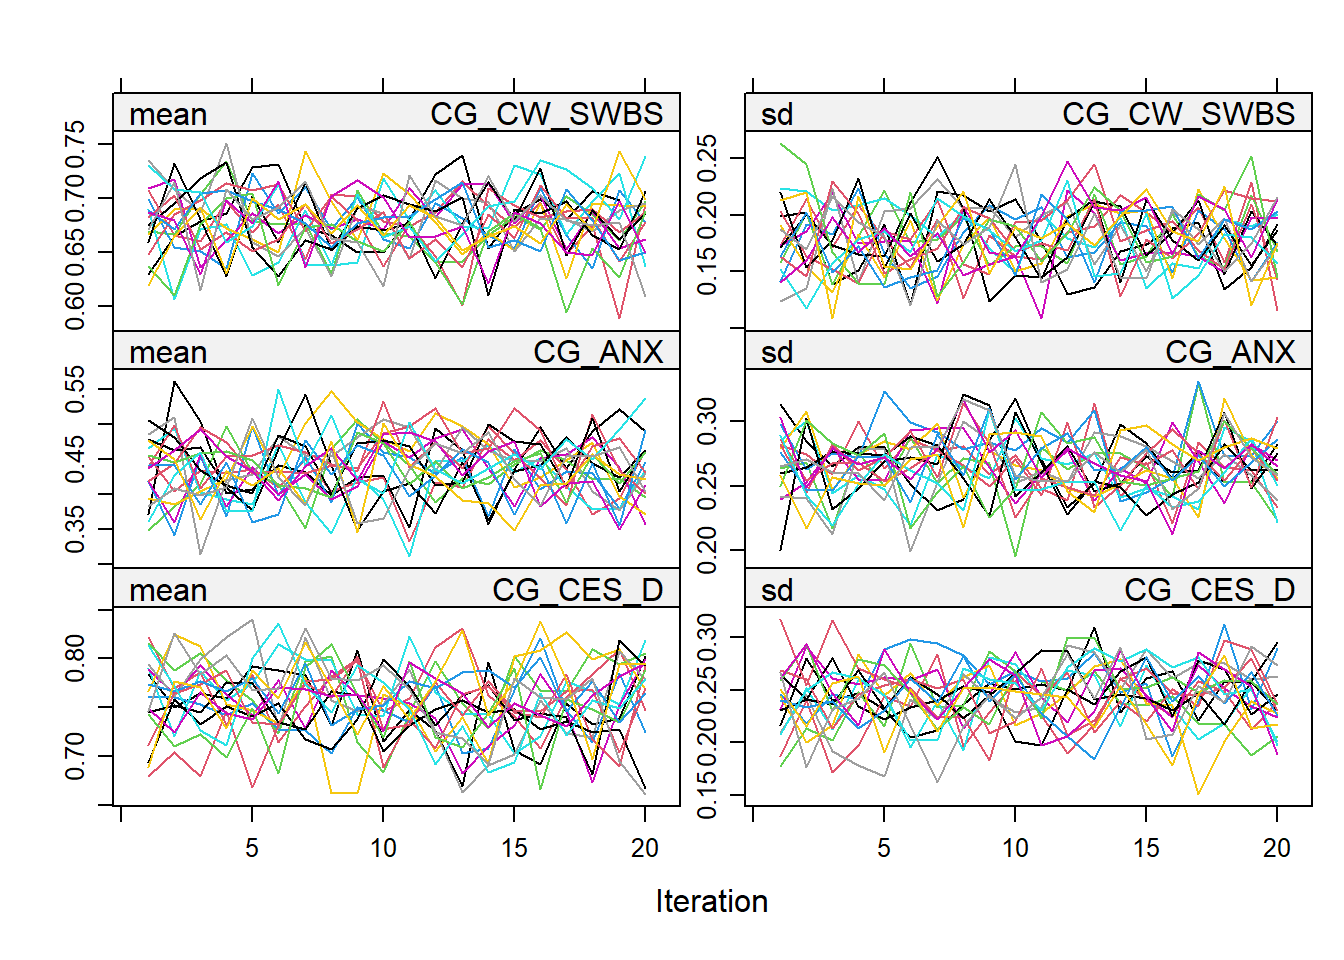 mean CG_CW_SWBS
sd CG_CW_SWBS
0.60 0.65 0.70 0.75
0.15 0.20 0.25
mean CG_ANX
sd CG_ANX
0.35 0.45 0.55
0.20 0.25 0.30
mean CG_CES_D
sd CG_CES_D
0.70 0.80
0.15 0.20 0.25 0.30
5 10 15 20
5 10 15 20
Iteration